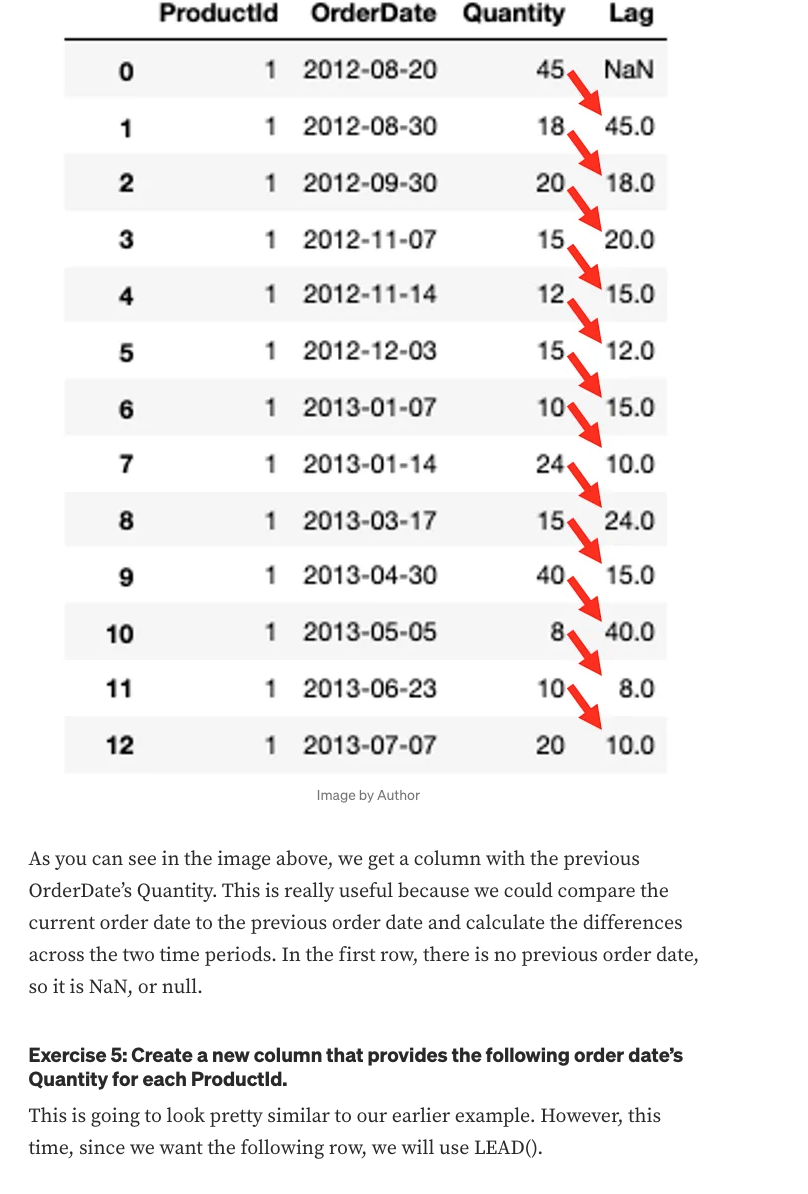 ProductId OrderDate Quantity Lag
0 1 2012-08-20 45 NaN
1 1 2012-08-30 18 45.0
2 1 2012-09-30 20 18.0
3 1 2012-11-07 15 20.0
4 1 2012-11-14 12 15.0
5 1 2012-12-03 15 12.0
6 1 2013-01-07 10 15.0
7 1 2013-01-14 24 10.0
8 1 2013-03-17 15 24.0
9 1 2013-04-30 40 15.0
10 1 2013-05-05 8 40.0
11 1 2013-06-23 10 8.0
12 1 2013-07-07 20 10.0
Image by Author
As you can see in the image above, we get a column with the previous
OrderDate’s Quantity. This is really useful because we could compare the
current order date to the previous order date and calculate the differences
across the two time periods. In the first row, there is no previous order date,
so it is NaN, or null.
Exercise 5: Create a new column that provides the following order date’s
Quantity for each ProductId.
This is going to look pretty similar to our earlier example. However, this
time, since we want the following row, we will use LEAD().